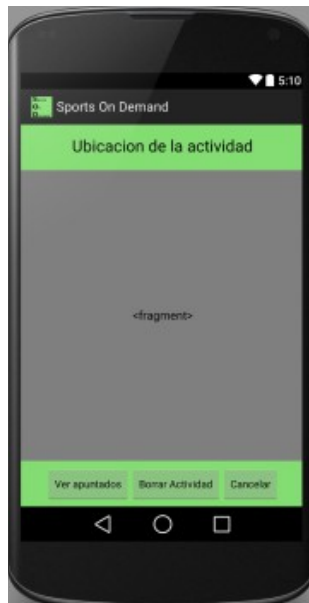 5:10
Sports On Demand
Ubicacion de la actividad
<fragment>
Ver apuntados Borrar Actividad Cancelar